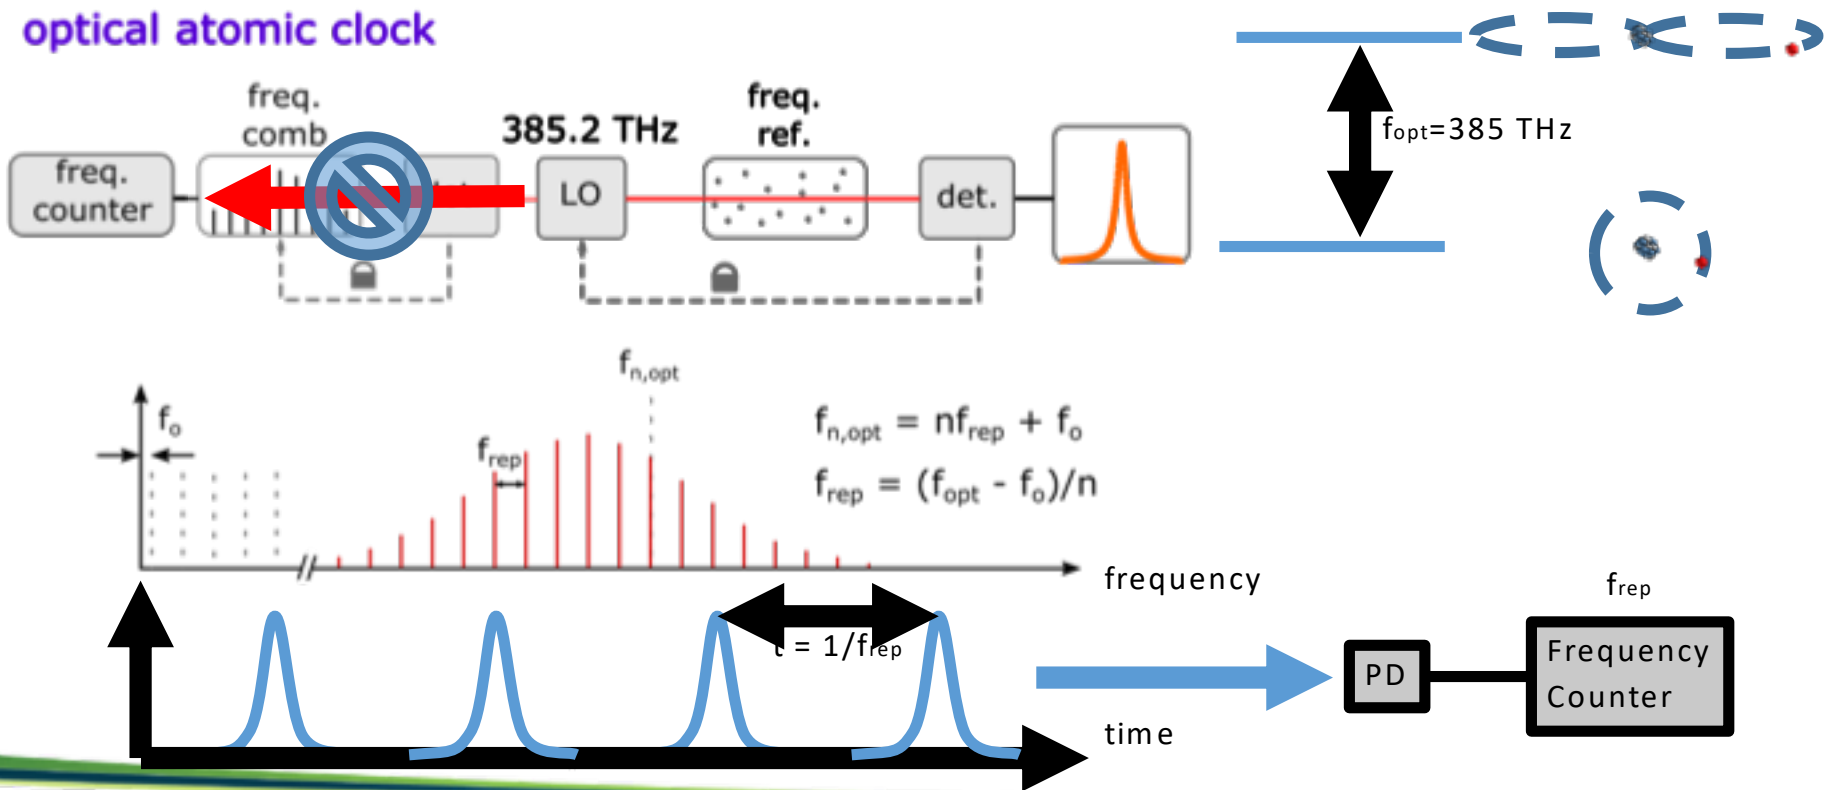 optical atomic clock
freq.
comb
385.2 THz
freq.
ref.
freq.
counter
LO
det.
fopt=385 THz
fn,opt
fo
frep
fn,opt = nfrep + fo
frep = (fopt - fo)/n
frequency
t = 1/frep
time
frep
PD
Frequency
Counter